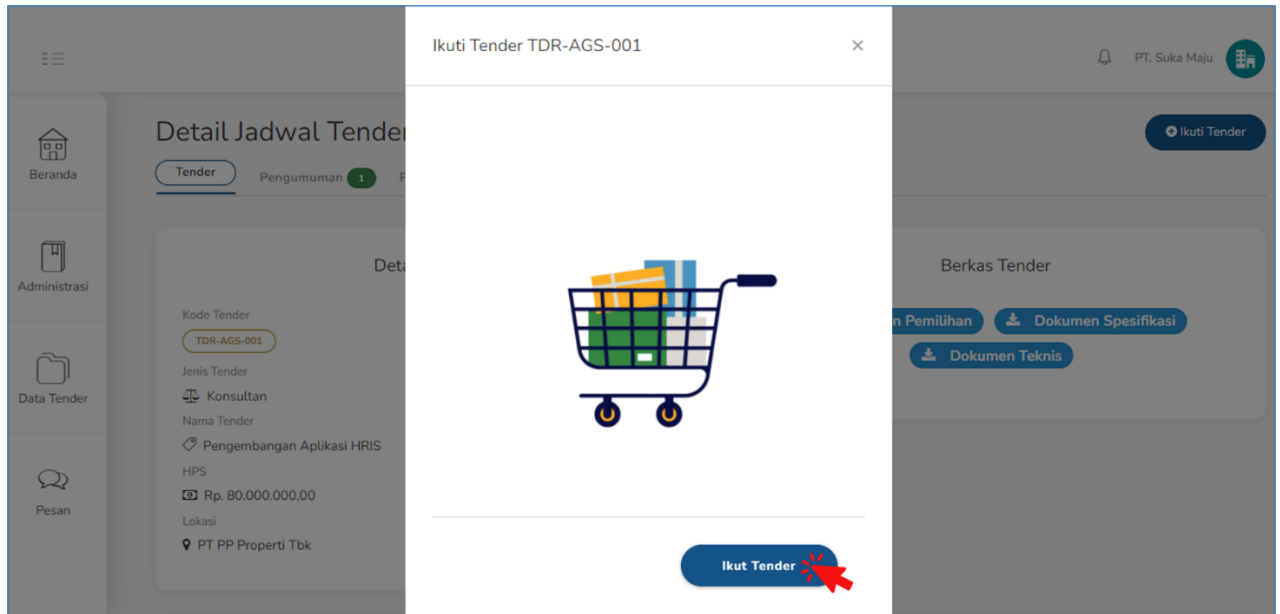 Ikuti Tender TDR-AGS-001
×
PT. Suka Maju
Detail Jadwal Tender
Ikuti Tender
Beranda
Tender
Pengumuman 1
Administrasi
Berkas Tender
Kode Tender
TDR-AGS-001
n Pemilihan
Dokumen Spesifikasi
Dokumen Teknis
Jenis Tender
Konsultan
Data Tender
Nama Tender
Pengembangan Aplikasi HRIS
HPS
Rp. 80.000.000,00
Pesan
Lokasi
PT PP Properti Tbk
Ikut Tender